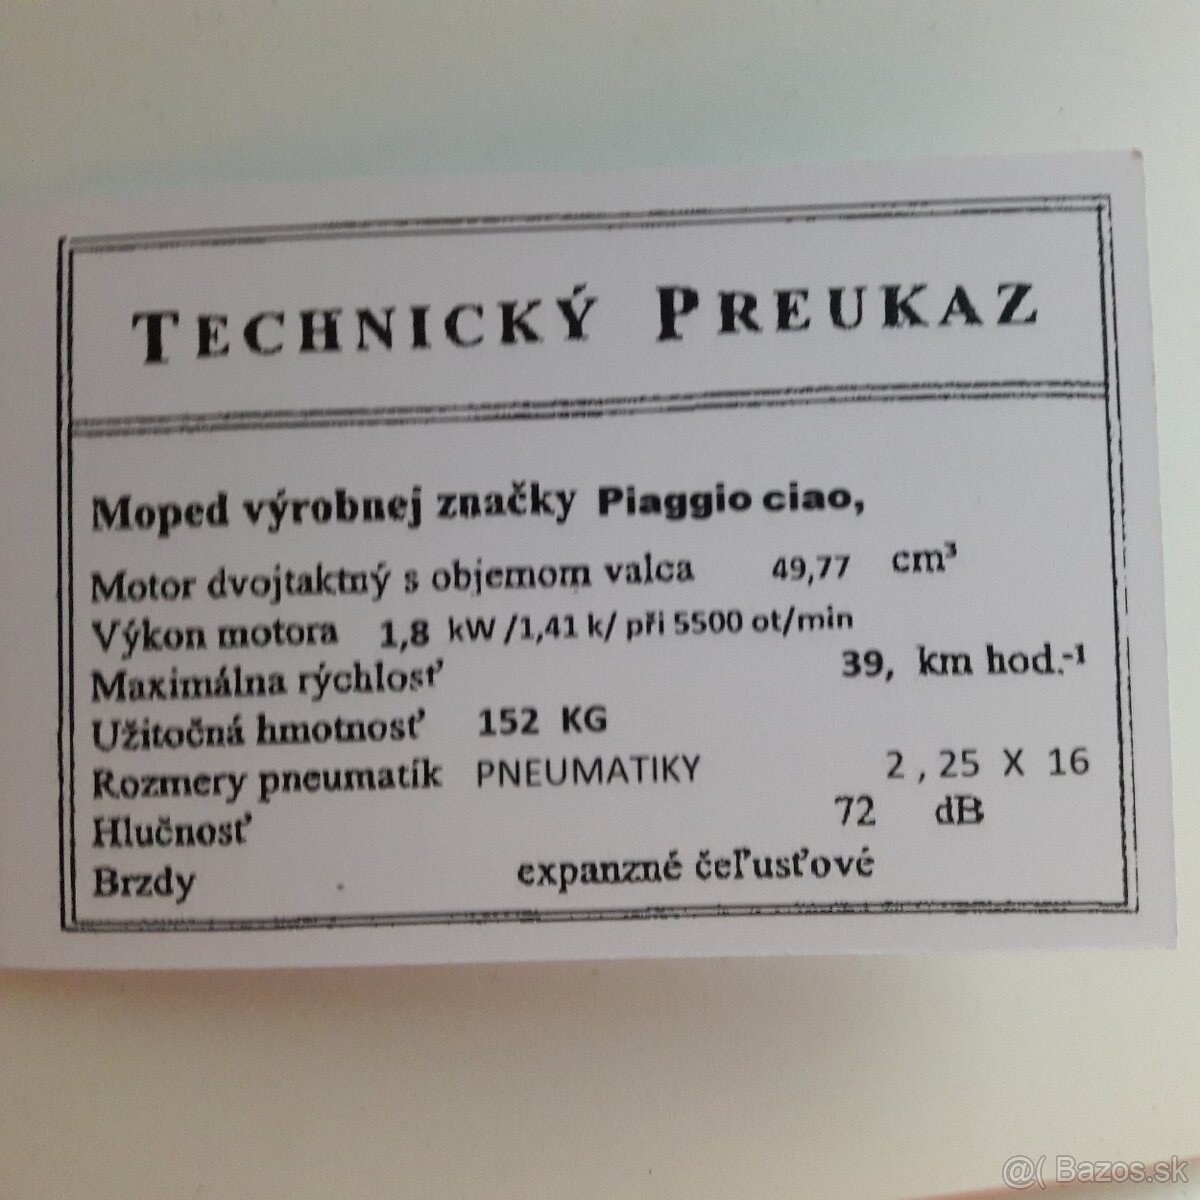 TECHNICKÝ PREUKAZ
Moped výrobnej značky Piaggio ciao,
Motor dvojtaktný s objemom valca 49,77 cm³
Výkon motora 1,8 kW /1,41 k/ při 5500 ot/min
Maximálna rýchlosť 39, km hod.-¹
Užitočná hmotnosť 152 KG
Rozmery pneumatík PNEUMATIKY 2,25 X 16
Hlučnosť 72 dB
Brzdy expanzné čeľusťové
@( Bazos.sk